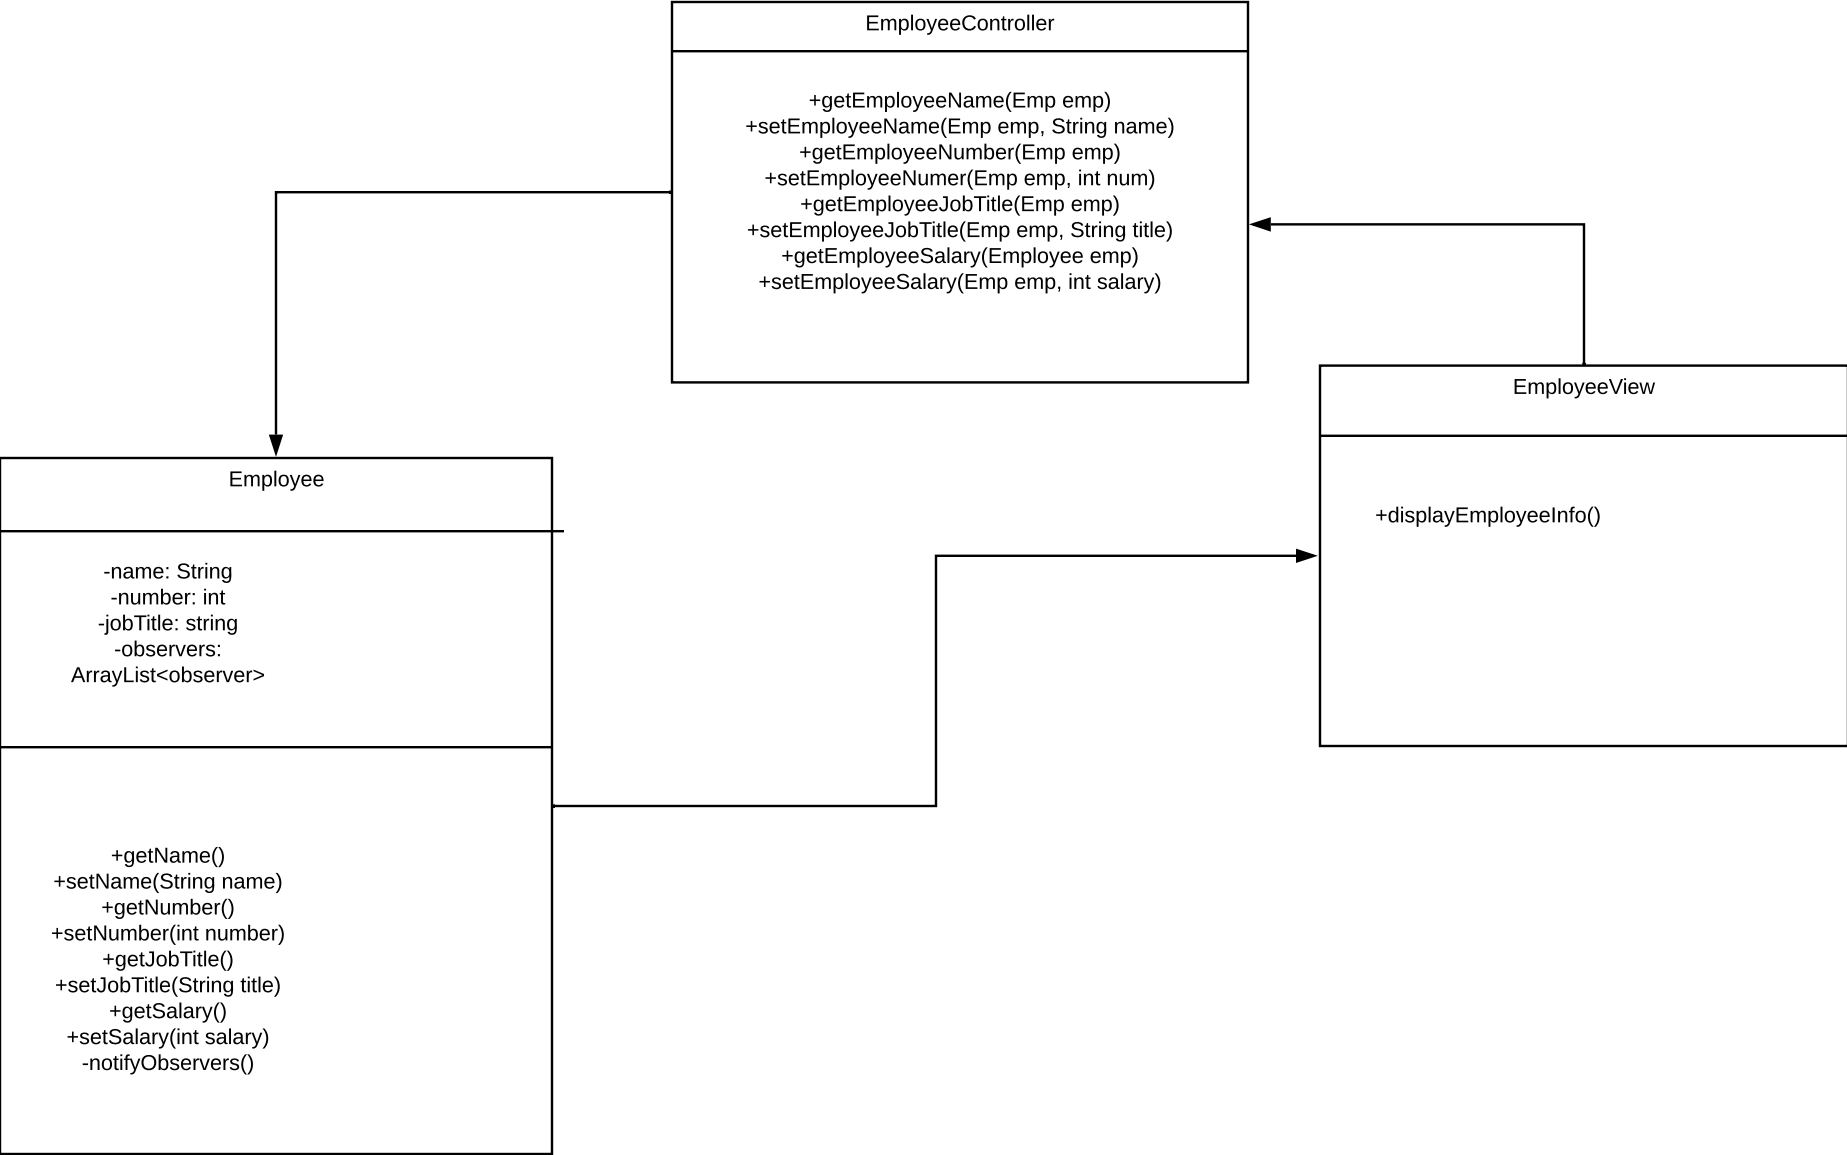 EmployeeController
+getEmployeeName(Emp emp)
+setEmployeeName(Emp emp, String name)
+getEmployeeNumber(Emp emp)
+setEmployeeNumer(Emp emp, int num)
+getEmployeeJobTitle(Emp emp)
+setEmployeeJobTitle(Emp emp, String title)
+getEmployeeSalary(Employee emp)
+setEmployeeSalary(Emp emp, int salary)
EmployeeView
+displayEmployeeInfo()
Employee
-name: String
-number: int
-jobTitle: string
-observers:
ArrayList<observer>
+getName()
+setName(String name)
+getNumber()
+setNumber(int number)
+getJobTitle()
+setJobTitle(String title)
+getSalary()
+setSalary(int salary)
-notifyObservers()